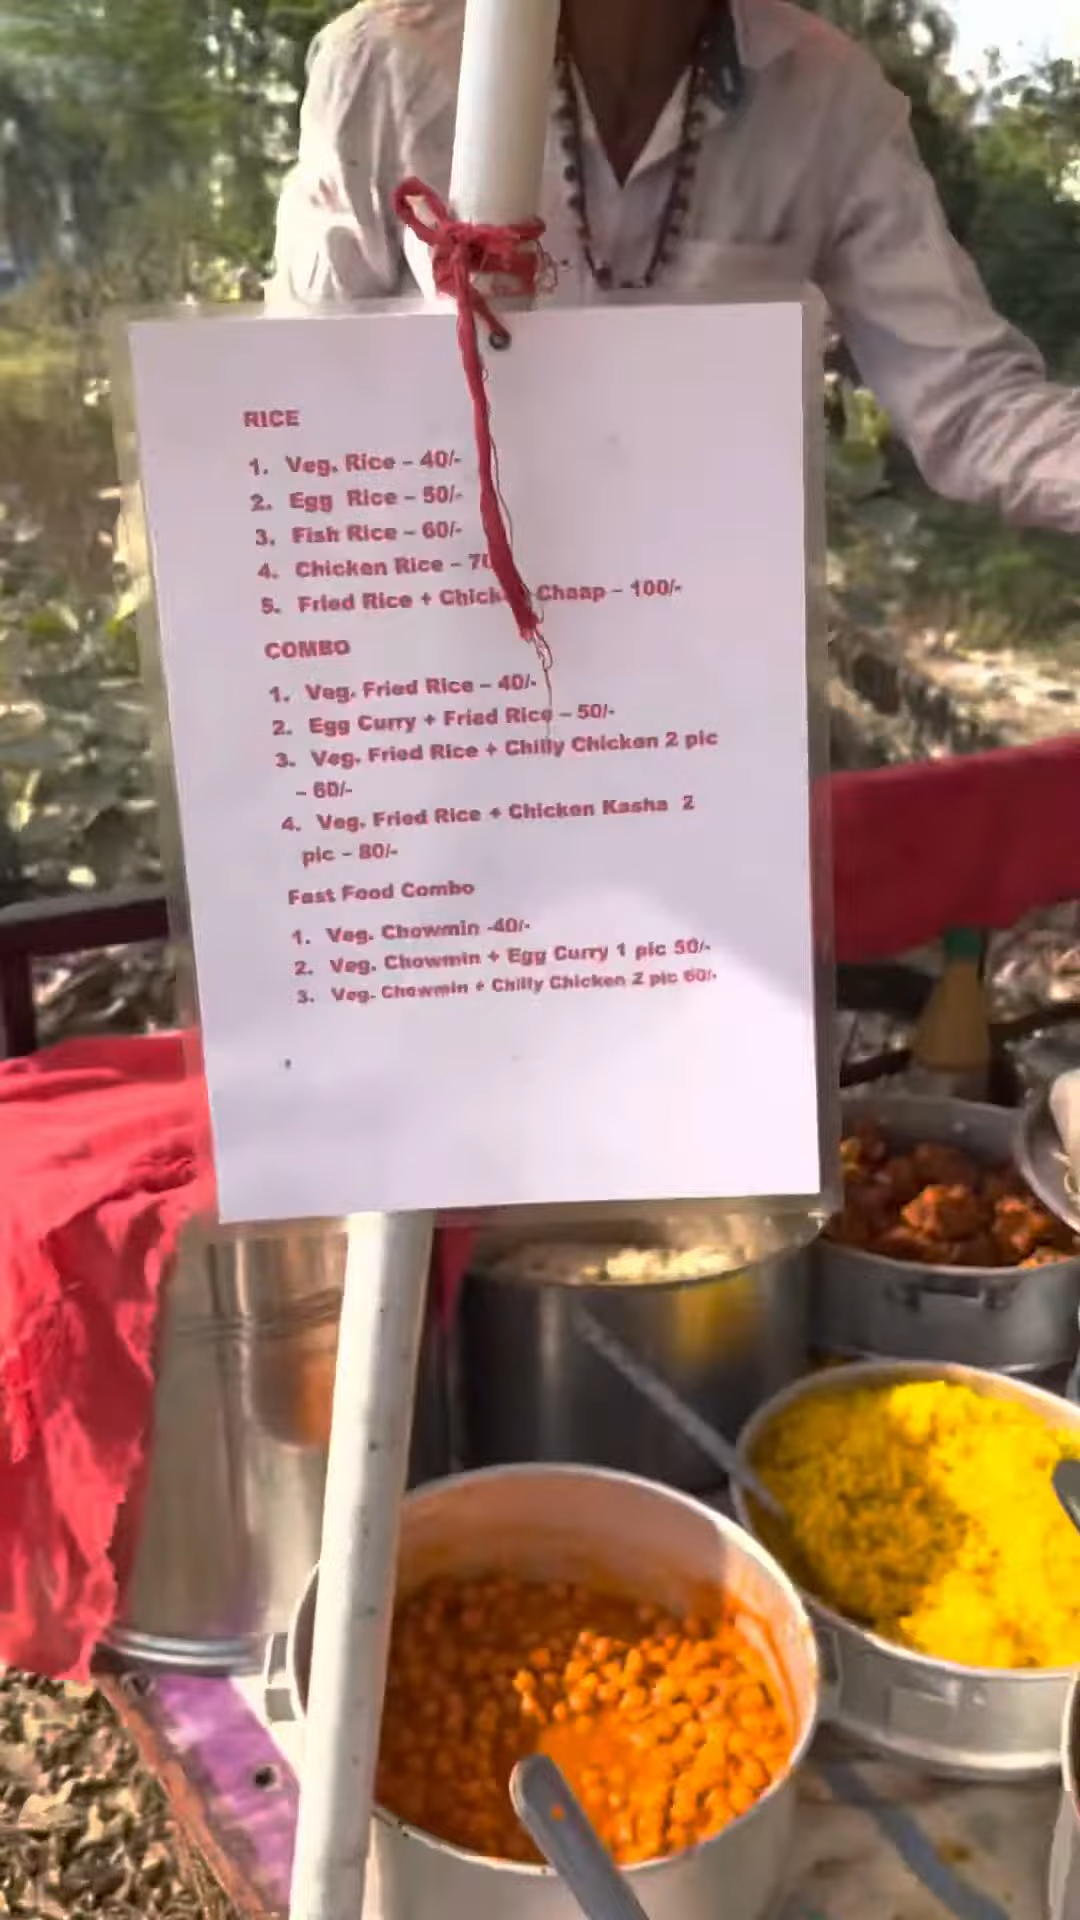 RICE
1. Veg. Rice – 40/-
2. Egg Rice – 50/-
3. Fish Rice – 60/-
4. Chicken Rice –
5. Fried Rice + Chaap – 100/-
COMBO
1. Veg. Fried Rice – 40/-
2. Egg Curry + Fried Rice – 50/-
3. Veg. Fried Rice + Chilly Chicken 2 pic
– 60/-
4. Veg. Fried Rice + Chicken Kasha 2
pic – 80/-
Fast Food Combo
1. Veg. Chowmin -40/-
2. Veg. Chowmin + Egg Curry 1 pic 50/-
3. Veg. Chowmin + Chilly Chicken 2 pic 60/-